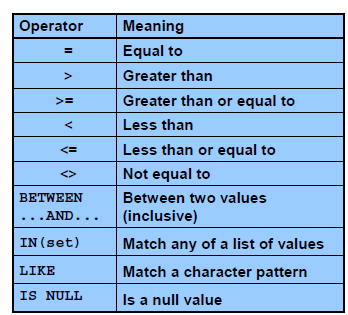 Operator Meaning
= Equal to
> Greater than
>= Greater than or equal to
< Less than
<= Less than or equal to
<> Not equal to
BETWEEN Between two values
...AND... (inclusive)
IN(set) Match any of a list of values
LIKE Match a character pattern
IS NULL Is a null value